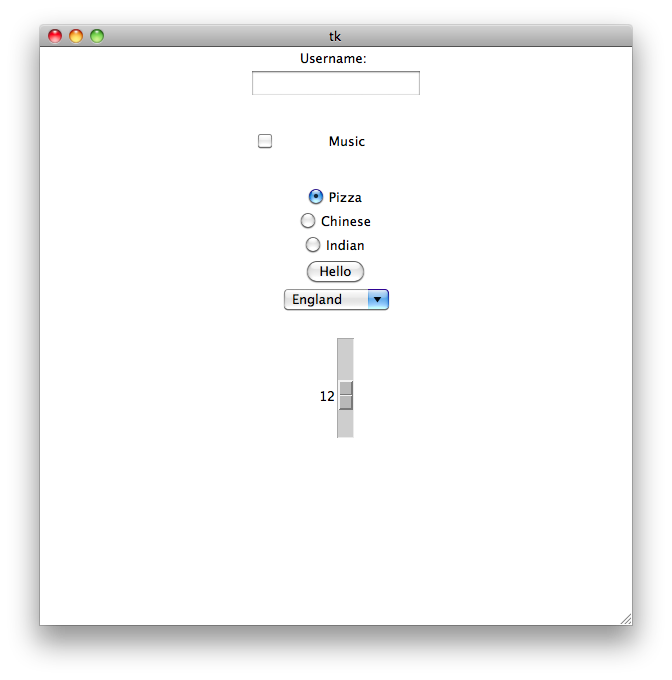 tk
Username:
Music
Pizza
Chinese
Indian
Hello
England
12